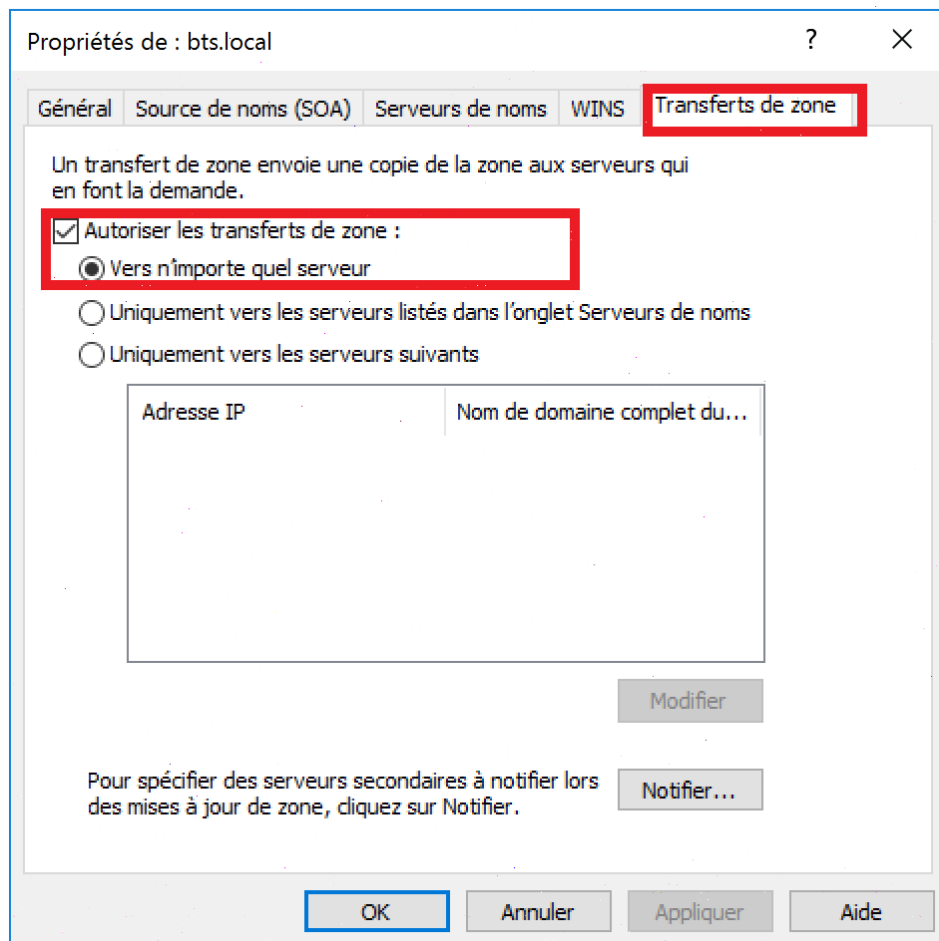 Propriétés de : bts.local
?
Général Source de noms (SOA) Serveurs de noms WINS Transferts de zone
Un transfert de zone envoie une copie de la zone aux serveurs qui
en font la demande.
Autoriser les transferts de zone :
Vers n'importe quel serveur
Uniquement vers les serveurs listés dans l'onglet Serveurs de noms
Uniquement vers les serveurs suivants
Adresse IP Nom de domaine complet du...
Modifier
Pour spécifier des serveurs secondaires à notifier lors
des mises à jour de zone, cliquez sur Notifier.
Notifier...
OK Annuler Appliquer Aide